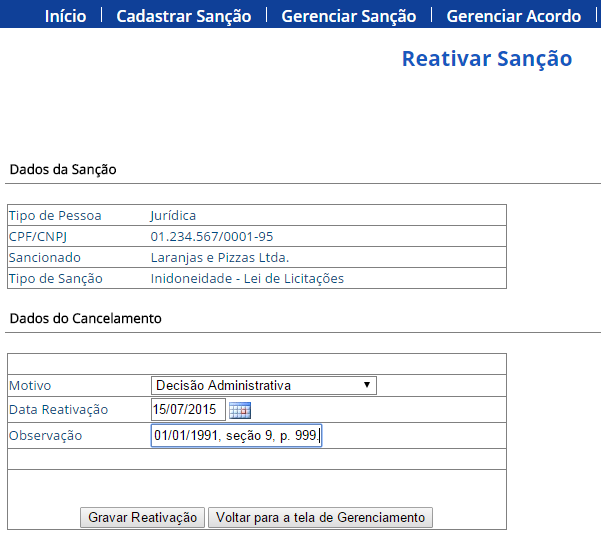 Início Cadastrar Sanção Gerenciar Sanção Gerenciar Acordo
Reativar Sanção
Dados da Sanção
Tipo de Pessoa Jurídica
CPF/CNPJ 01.234.567/0001-95
Sancionado Laranjas e Pizzas Ltda.
Tipo de Sanção Inidoneidade - Lei de Licitações
Dados do Cancelamento
Motivo Decisão Administrativa
Data Reativação 15/07/2015
Observação 01/01/1991, seção 9, p. 999.
Gravar Reativação Voltar para a tela de Gerenciamento